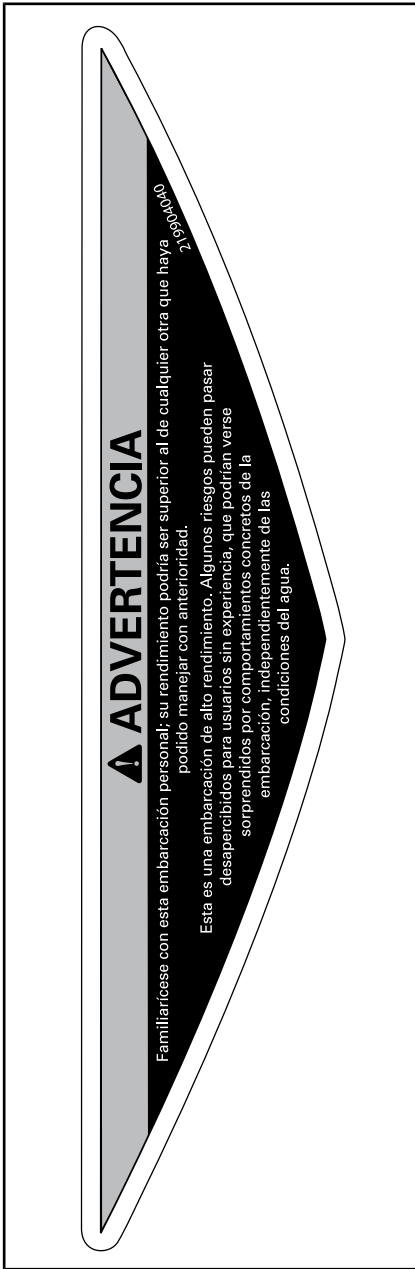 ⚠ ADVERTENCIA
Familiarícese con esta embarcación personal; su rendimiento podría ser superior al de cualquier otra que haya
podido manejar con anterioridad.
Esta es una embarcación de alto rendimiento. Algunos riesgos pueden pasar
desapercibidos para usuarios sin experiencia, que podrían verse
sorprendidos por comportamientos concretos de la
embarcación, independientemente de las
condiciones del agua.
219904040